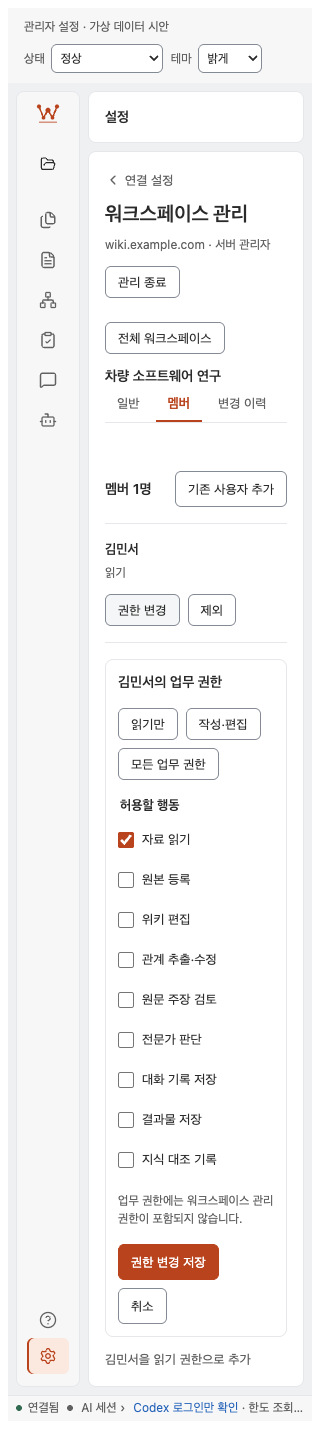 관리자 설정 · 가상 데이터 시안
상태 정상 테마 밝게
설정
연결 설정
워크스페이스 관리
wiki.example.com · 서버 관리자
관리 종료
전체 워크스페이스
차량 소프트웨어 연구
일반 멤버 변경 이력
멤버 1명 기존 사용자 추가
김민서
읽기
권한 변경 제외
김민서의 업무 권한
읽기만 작성·편집
모든 업무 권한
허용할 행동
자료 읽기
원본 등록
위키 편집
관계 추출·수정
원문 주장 검토
전문가 판단
대화 기록 저장
결과물 저장
지식 대조 기록
업무 권한에는 워크스페이스 관리
권한이 포함되지 않습니다.
권한 변경 저장
취소
김민서을 읽기 권한으로 추가
연결됨 AI 세션 › Codex 로그인만 확인 · 한도 조회...